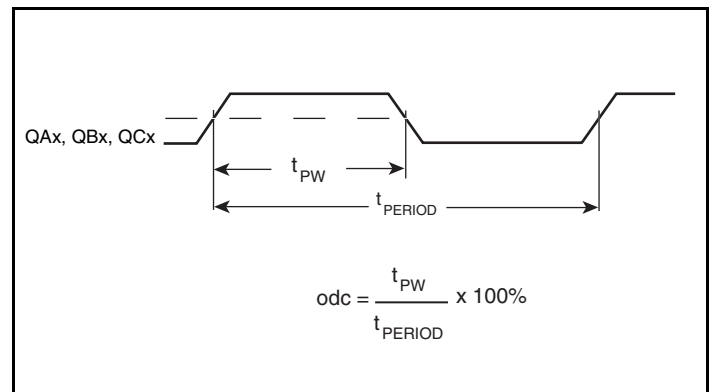 QAx, QBx, QCx
tPW
tPERIOD
odc = tPW / tPERIOD x 100%